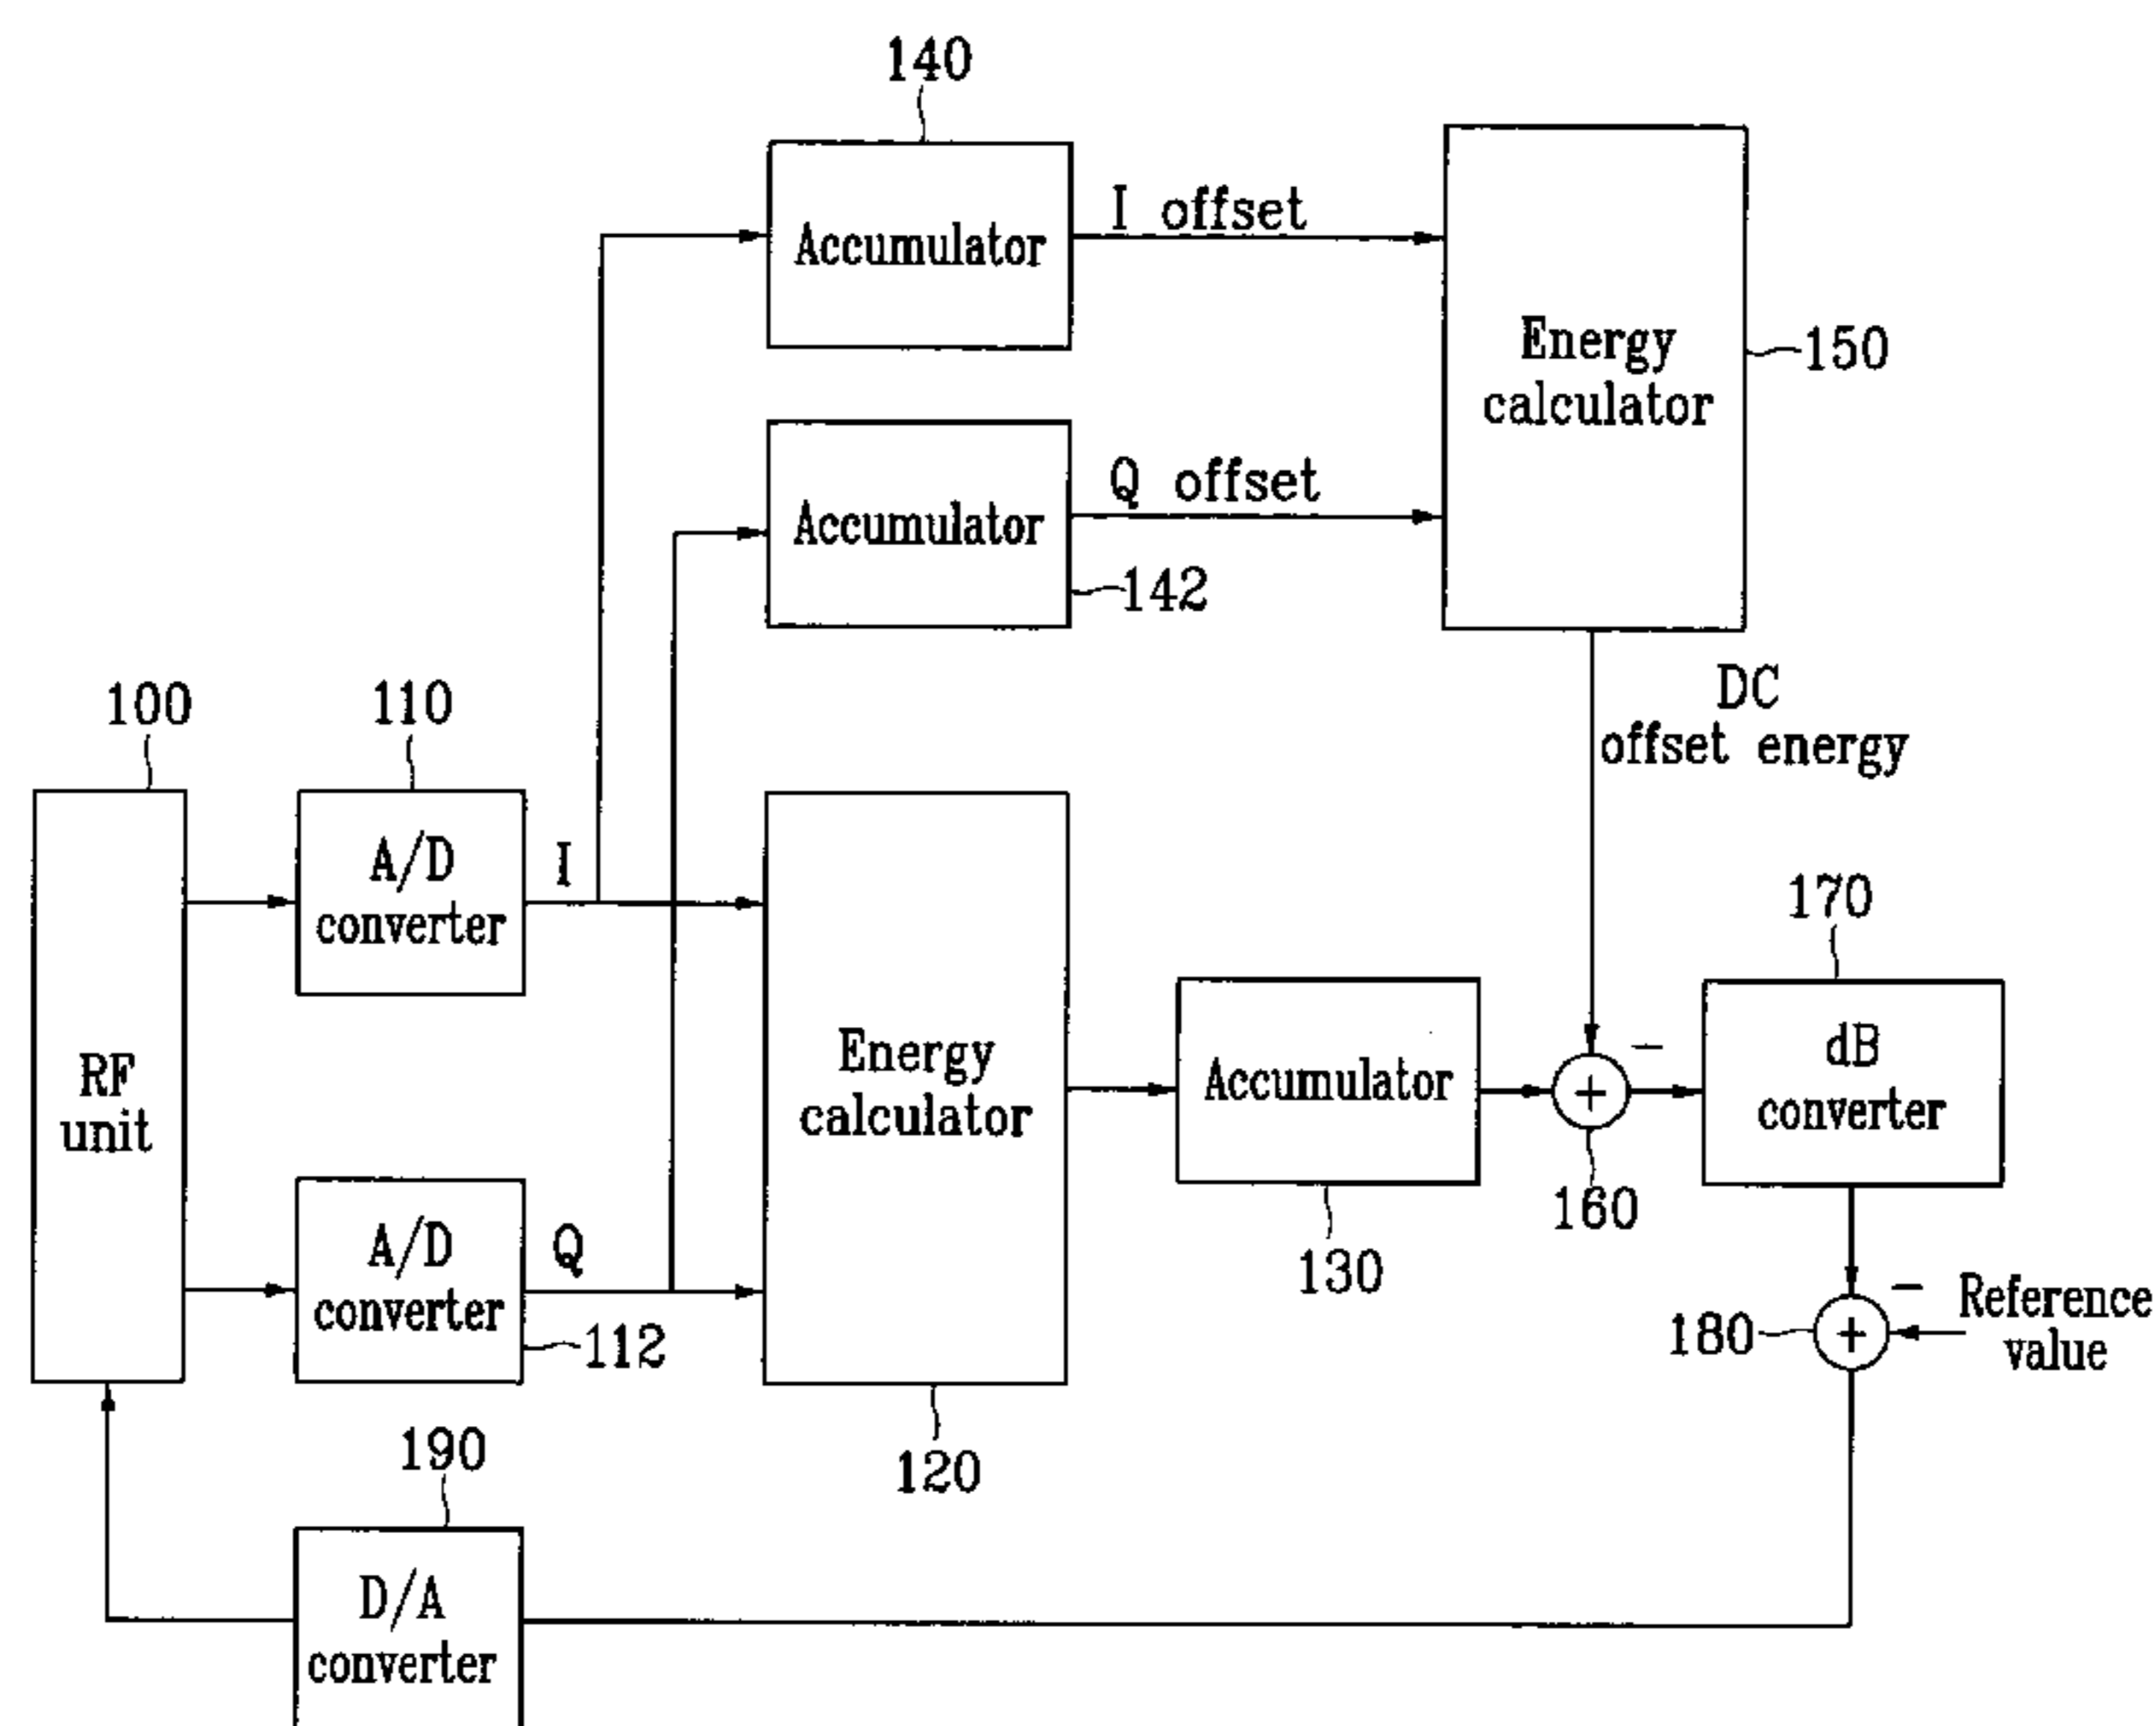 140
Accumulator
I offset
Energy
calculator
150
Accumulator
Q offset
142
DC
offset energy
100
110
RF
unit
A/D
converter
I
A/D
converter
Q
112
Energy
calculator
120
Accumulator
130
160
−
170
dB
converter
180
−
Reference
value
190
D/A
converter